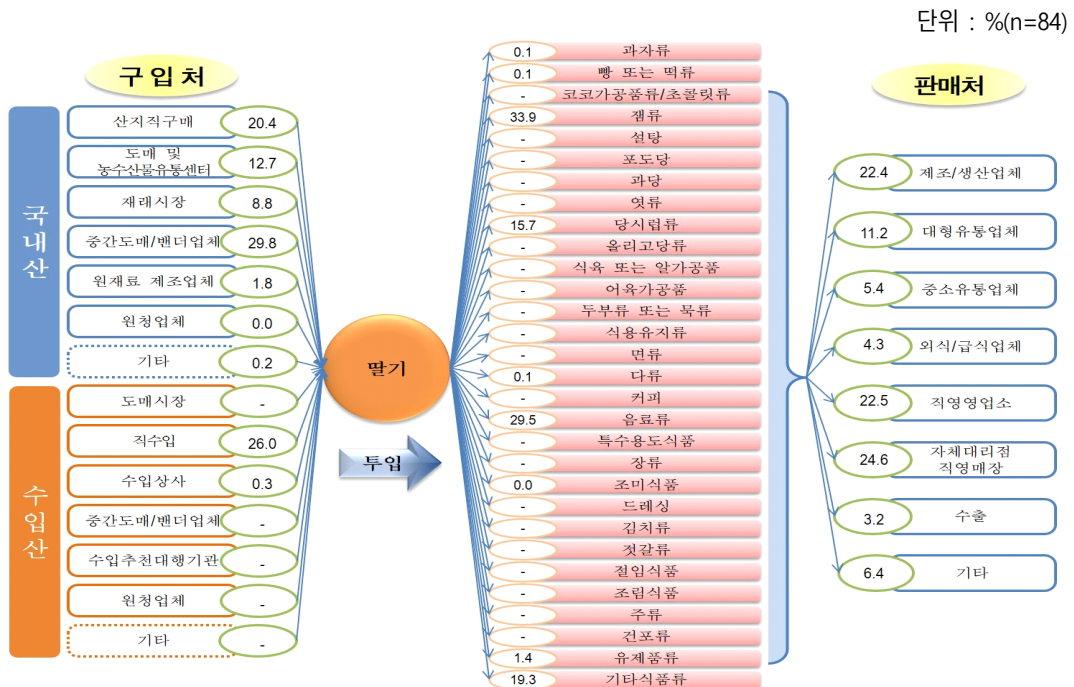 단위 : %(n=84)
구입처
국내산
산지직구매 20.4
도매 및
농수산물유통센터 12.7
재래시장 8.8
중간도매/밴더업체 29.8
원재료 제조업체 1.8
원청업체 0.0
기타 0.2
수입산
도매시장 -
직수입 26.0
수입상사 0.3
중간도매/밴더업체 -
수입추천대행기관 -
원청업체 -
기타 -
딸기
투입
0.1 과자류
0.1 빵 또는 떡류
- 코코가공품류/초콜릿류
33.9 잼류
- 설탕
- 포도당
- 과당
- 엿류
15.7 당시럽류
- 올리고당류
- 식육 또는 알가공품
- 어육가공품
- 두부류 또는 묵류
- 식용유지류
- 면류
0.1 다류
- 커피
29.5 음료류
- 특수용도식품
- 장류
0.0 조미식품
- 드레싱
- 김치류
- 젓갈류
- 절임식품
- 조림식품
- 주류
- 건포류
1.4 유제품류
19.3 기타식품류
판매처
22.4 제조/생산업체
11.2 대형유통업체
5.4 중소유통업체
4.3 외식/급식업체
22.5 직영영업소
24.6 자체대리점
직영매장
3.2 수출
6.4 기타